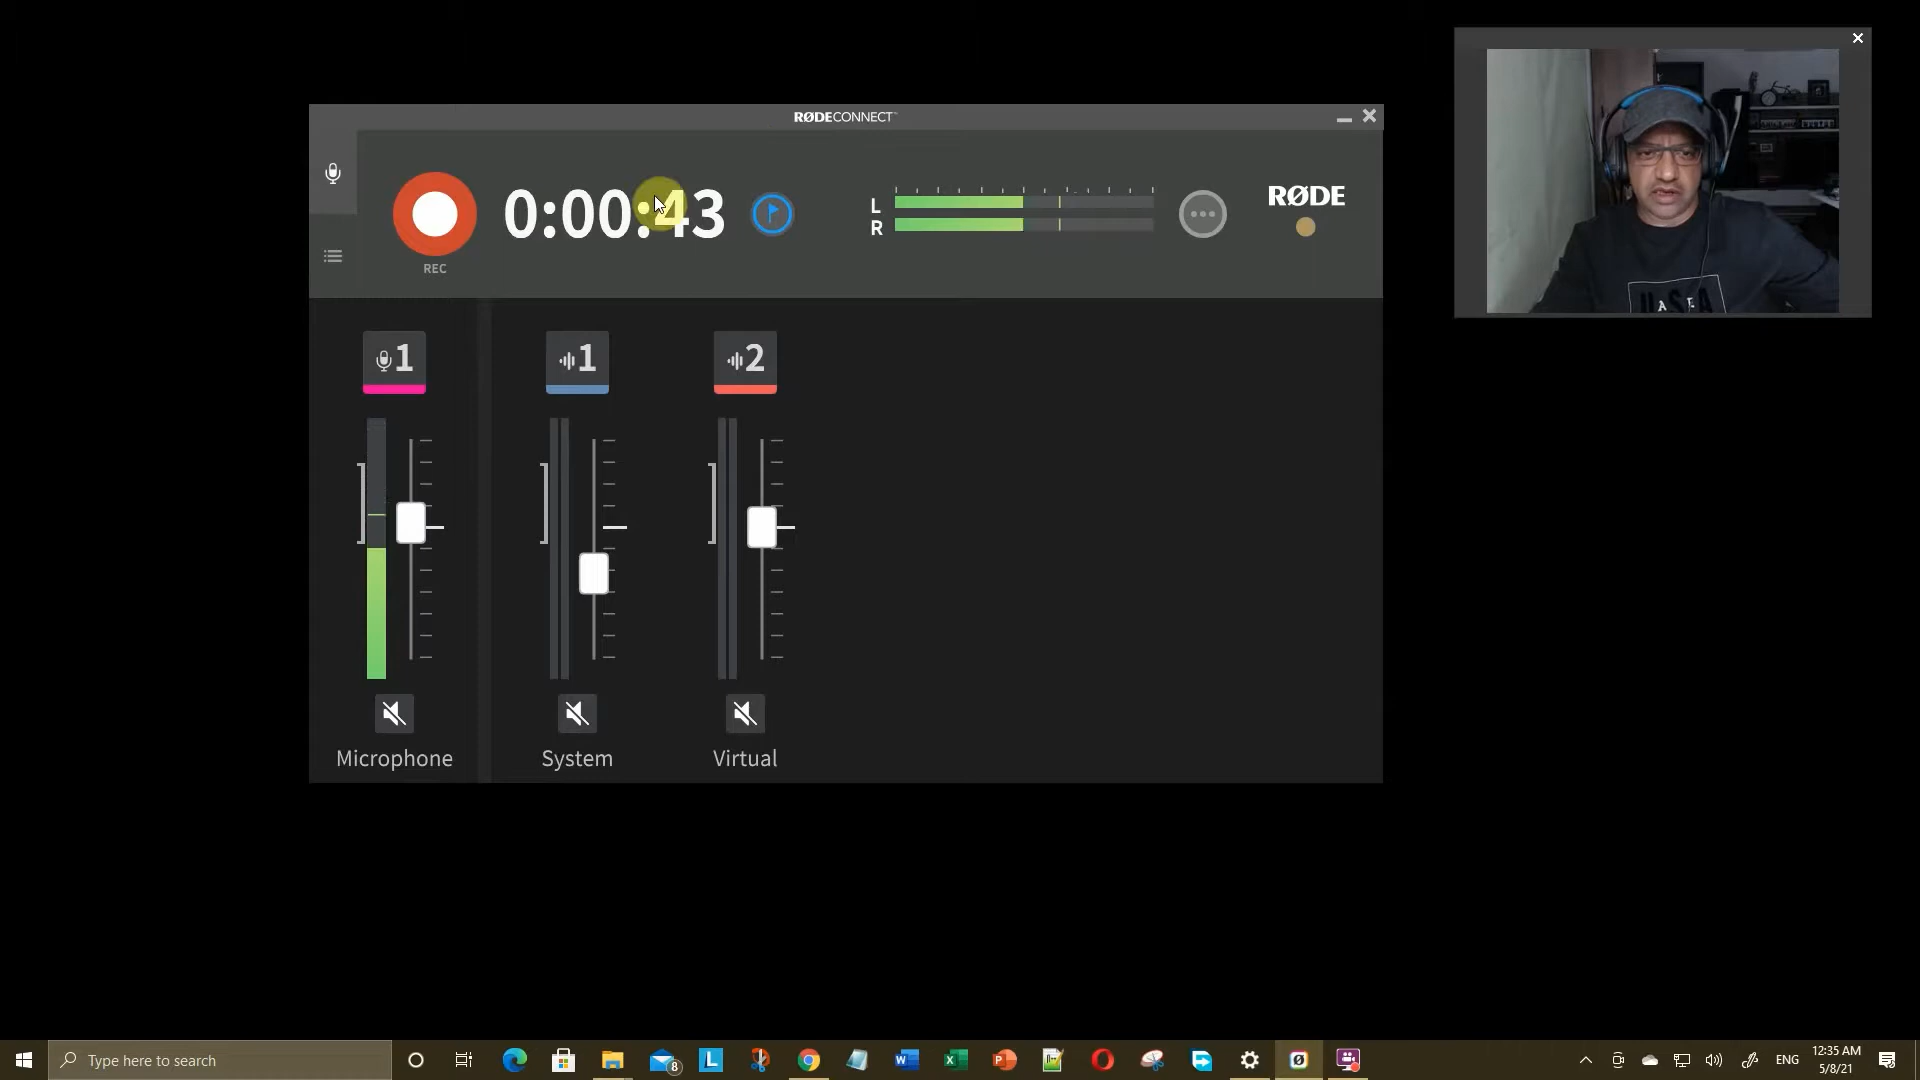 RØDECONNECT™
REC
0:00:43
L
R
RØDE
1
1
2
Microphone
System
Virtual
Type here to search
8
L
ENG
12:35 AM
5/8/21